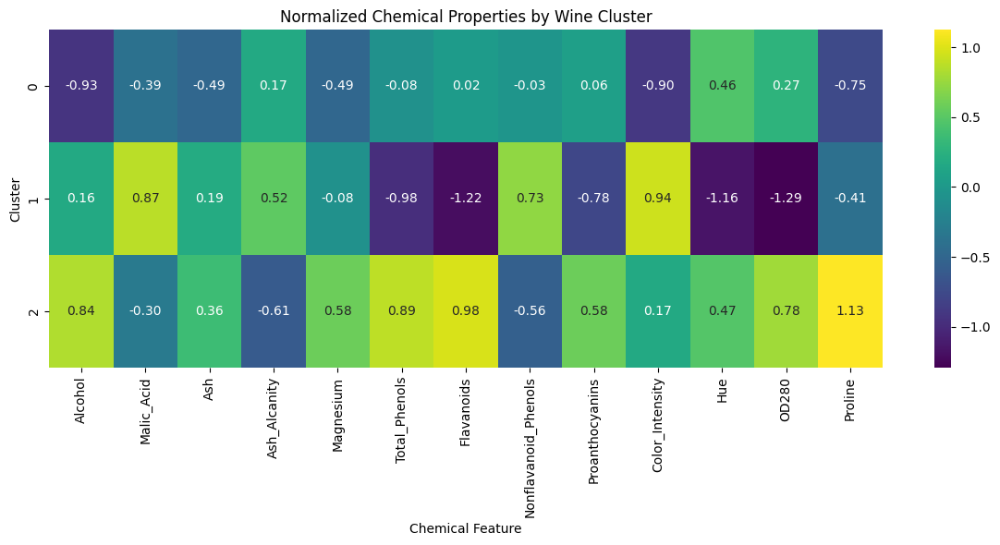 Normalized Chemical Properties by Wine Cluster
Cluster
0
-0.93 -0.39 -0.49 0.17 -0.49 -0.08 0.02 -0.03 0.06 -0.90 0.46 0.27 -0.75
1
0.16 0.87 0.19 0.52 -0.08 -0.98 -1.22 0.73 -0.78 0.94 -1.16 -1.29 -0.41
2
0.84 -0.30 0.36 -0.61 0.58 0.89 0.98 -0.56 0.58 0.17 0.47 0.78 1.13
Alcohol
Malic_Acid
Ash
Ash_Alcanity
Magnesium
Total_Phenols
Flavanoids
Nonflavanoid_Phenols
Proanthocyanins
Color_Intensity
Hue
OD280
Proline
Chemical Feature
1.0
0.5
0.0
−0.5
−1.0